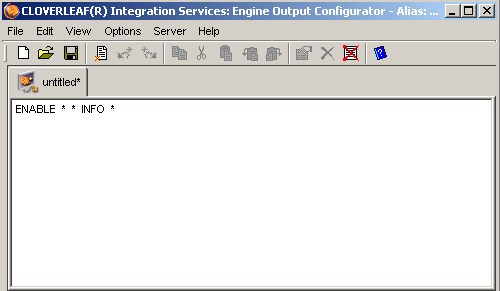 CLOVERLEAF(R) Integration Services: Engine Output Configurator - Alias: ...
File Edit View Options Server Help
untitled*
ENABLE * * INFO *